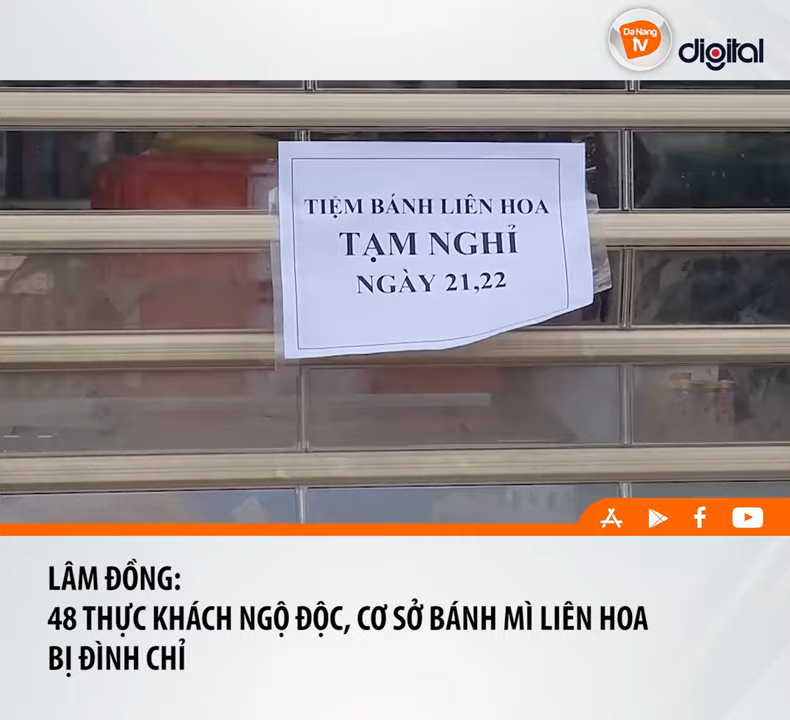 Da Nang
TV
digital
TIỆM BÁNH LIÊN HOA
TẠM NGHỈ
NGÀY 21,22
LÂM ĐỒNG:
48 THỰC KHÁCH NGỘ ĐỘC, CƠ SỞ BÁNH MÌ LIÊN HOA
BỊ ĐÌNH CHỈ